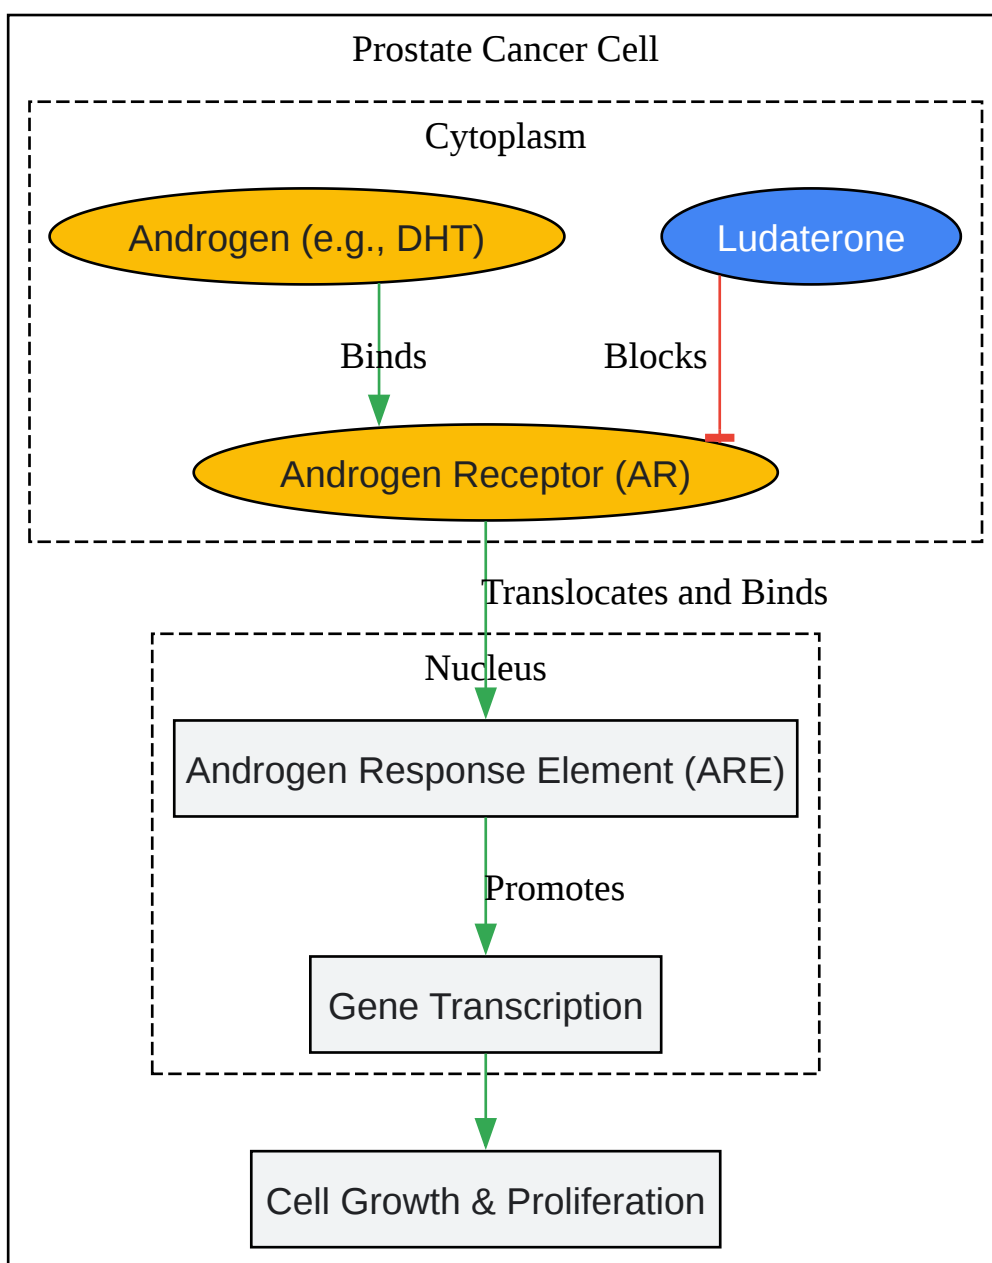 Prostate Cancer Cell
Cytoplasm
Androgen (e.g., DHT)
Ludaterone
Binds
Blocks
Androgen Receptor (AR)
Translocates and Binds
Nucleus
Androgen Response Element (ARE)
Promotes
Gene Transcription
Cell Growth & Proliferation